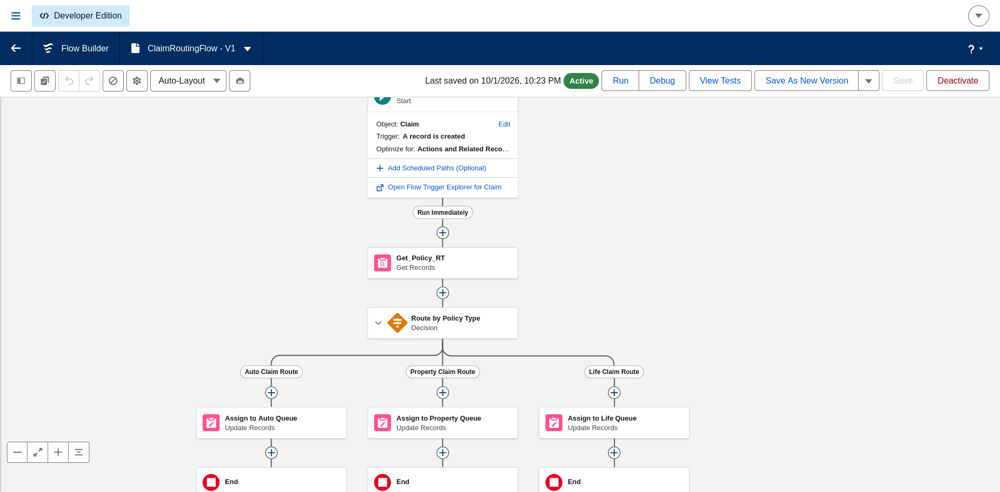 Developer Edition
Flow Builder
ClaimRoutingFlow - V1
?
Auto-Layout
Last saved on 10/1/2026, 10:23 PM
Active
Run
Debug
View Tests
Save As New Version
Save
Deactivate
Start
Object: Claim
Edit
Trigger: A record is created
Optimize for: Actions and Related Reco…
Add Scheduled Paths (Optional)
Open Flow Trigger Explorer for Claim
Run Immediately
Get_Policy_RT
Get Records
Route by Policy Type
Decision
Auto Claim Route
Property Claim Route
Life Claim Route
Assign to Auto Queue
Update Records
Assign to Property Queue
Update Records
Assign to Life Queue
Update Records
End
End
End